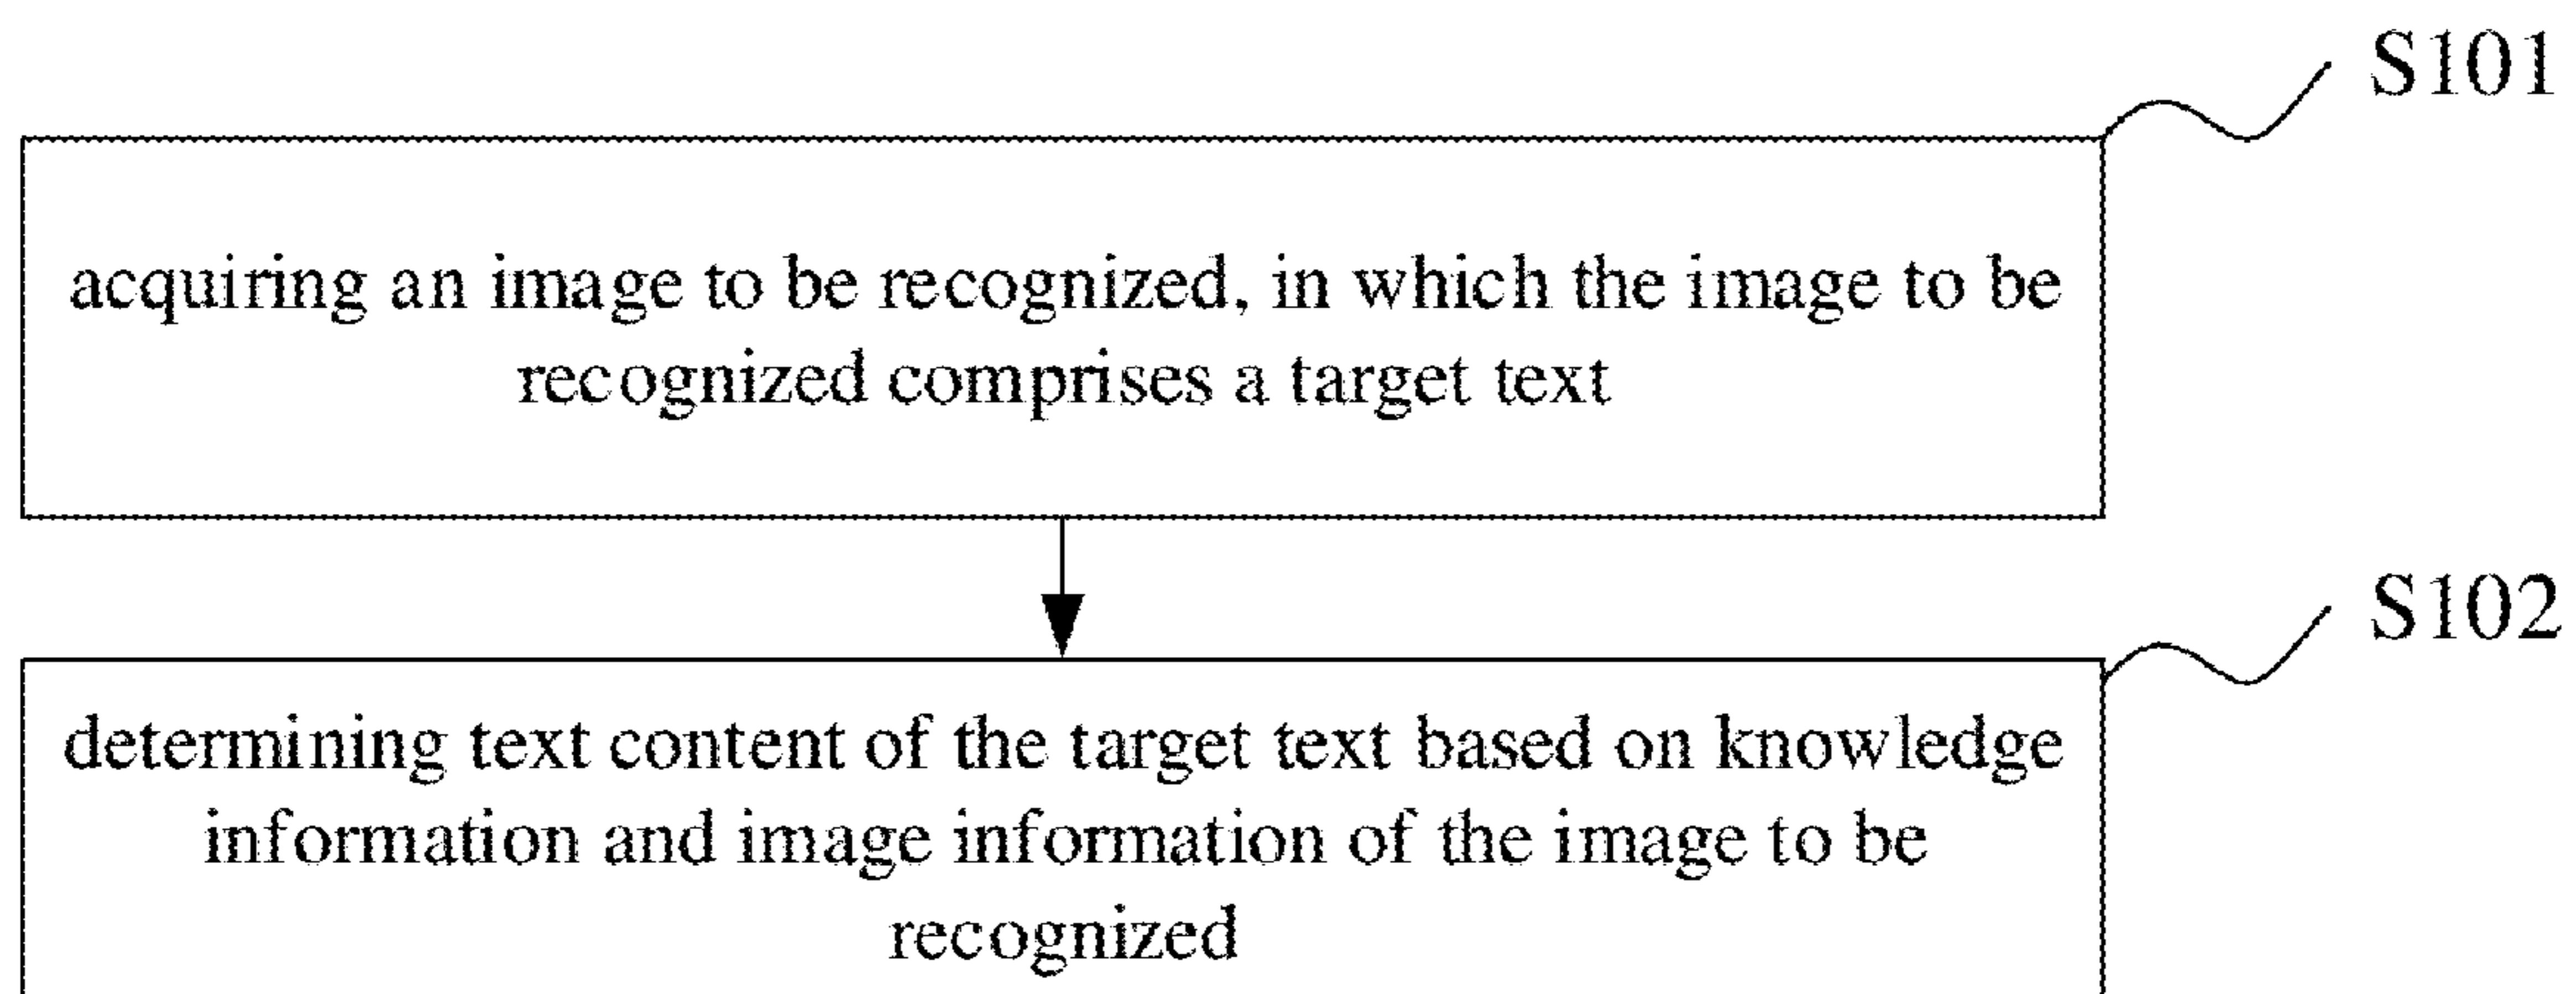 S101
acquiring an image to be recognized, in which the image to be
recognized comprises a target text
S102
determining text content of the target text based on knowledge
information and image information of the image to be
recognized